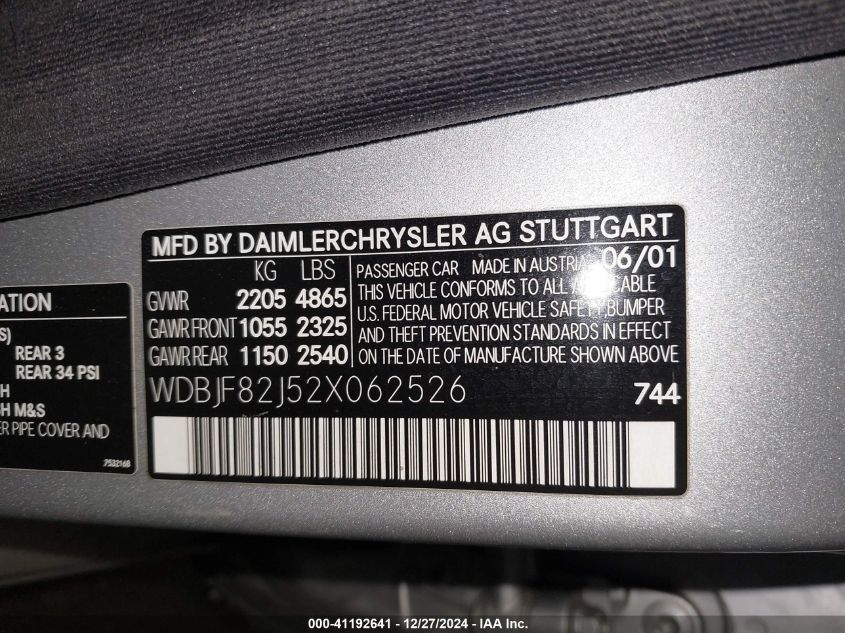 MFD BY DAIMLERCHRYSLER AG STUTTGART
KG LBS
GVWR 2205 4865
GAWR FRONT 1055 2325
GAWR REAR 1150 2540
PASSENGER CAR MADE IN AUSTRIA 06/01
THIS VEHICLE CONFORMS TO ALL APPLICABLE
U.S. FEDERAL MOTOR VEHICLE SAFETY, BUMPER
AND THEFT PREVENTION STANDARDS IN EFFECT
ON THE DATE OF MANUFACTURE SHOWN ABOVE
WDBJF82J52X062526 744
ATION
S)
REAR 3
REAR 34 PSI
H
SH M&S
ER PIPE COVER AND
7532168
000-41192641 - 12/27/2024 - IAA Inc.